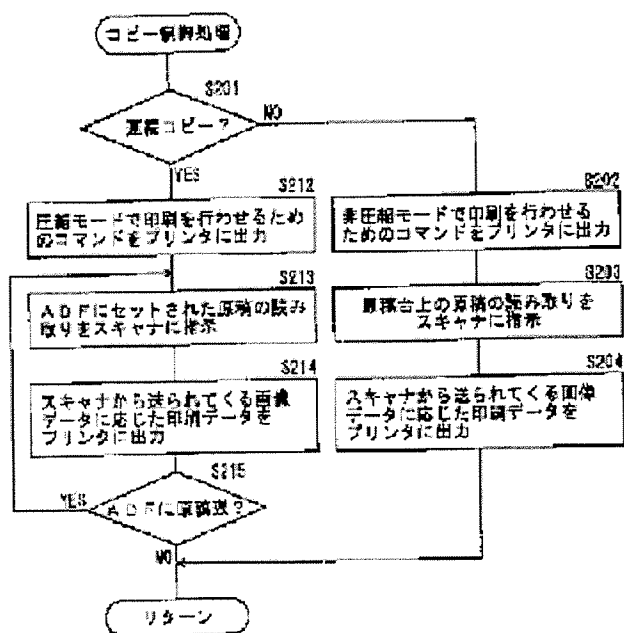 コピー制御処理
S201
連続コピー？
NO
YES
S212
圧縮モードで印刷を行わせるため
のコマンドをプリンタに出力
S202
非圧縮モードで印刷を行わせる
ためのコマンドをプリンタに出力
S213
ADFにセットされた原稿の読み
取りをスキャナに指示
S203
原稿台上の原稿の読み取りを
スキャナに指示
S214
スキャナから送られてくる画像
データに応じた印刷データを
プリンタに出力
S204
スキャナから送られてくる画像
データに応じた印刷データを
プリンタに出力
S215
YES
ADFに原稿残？
NO
リターン